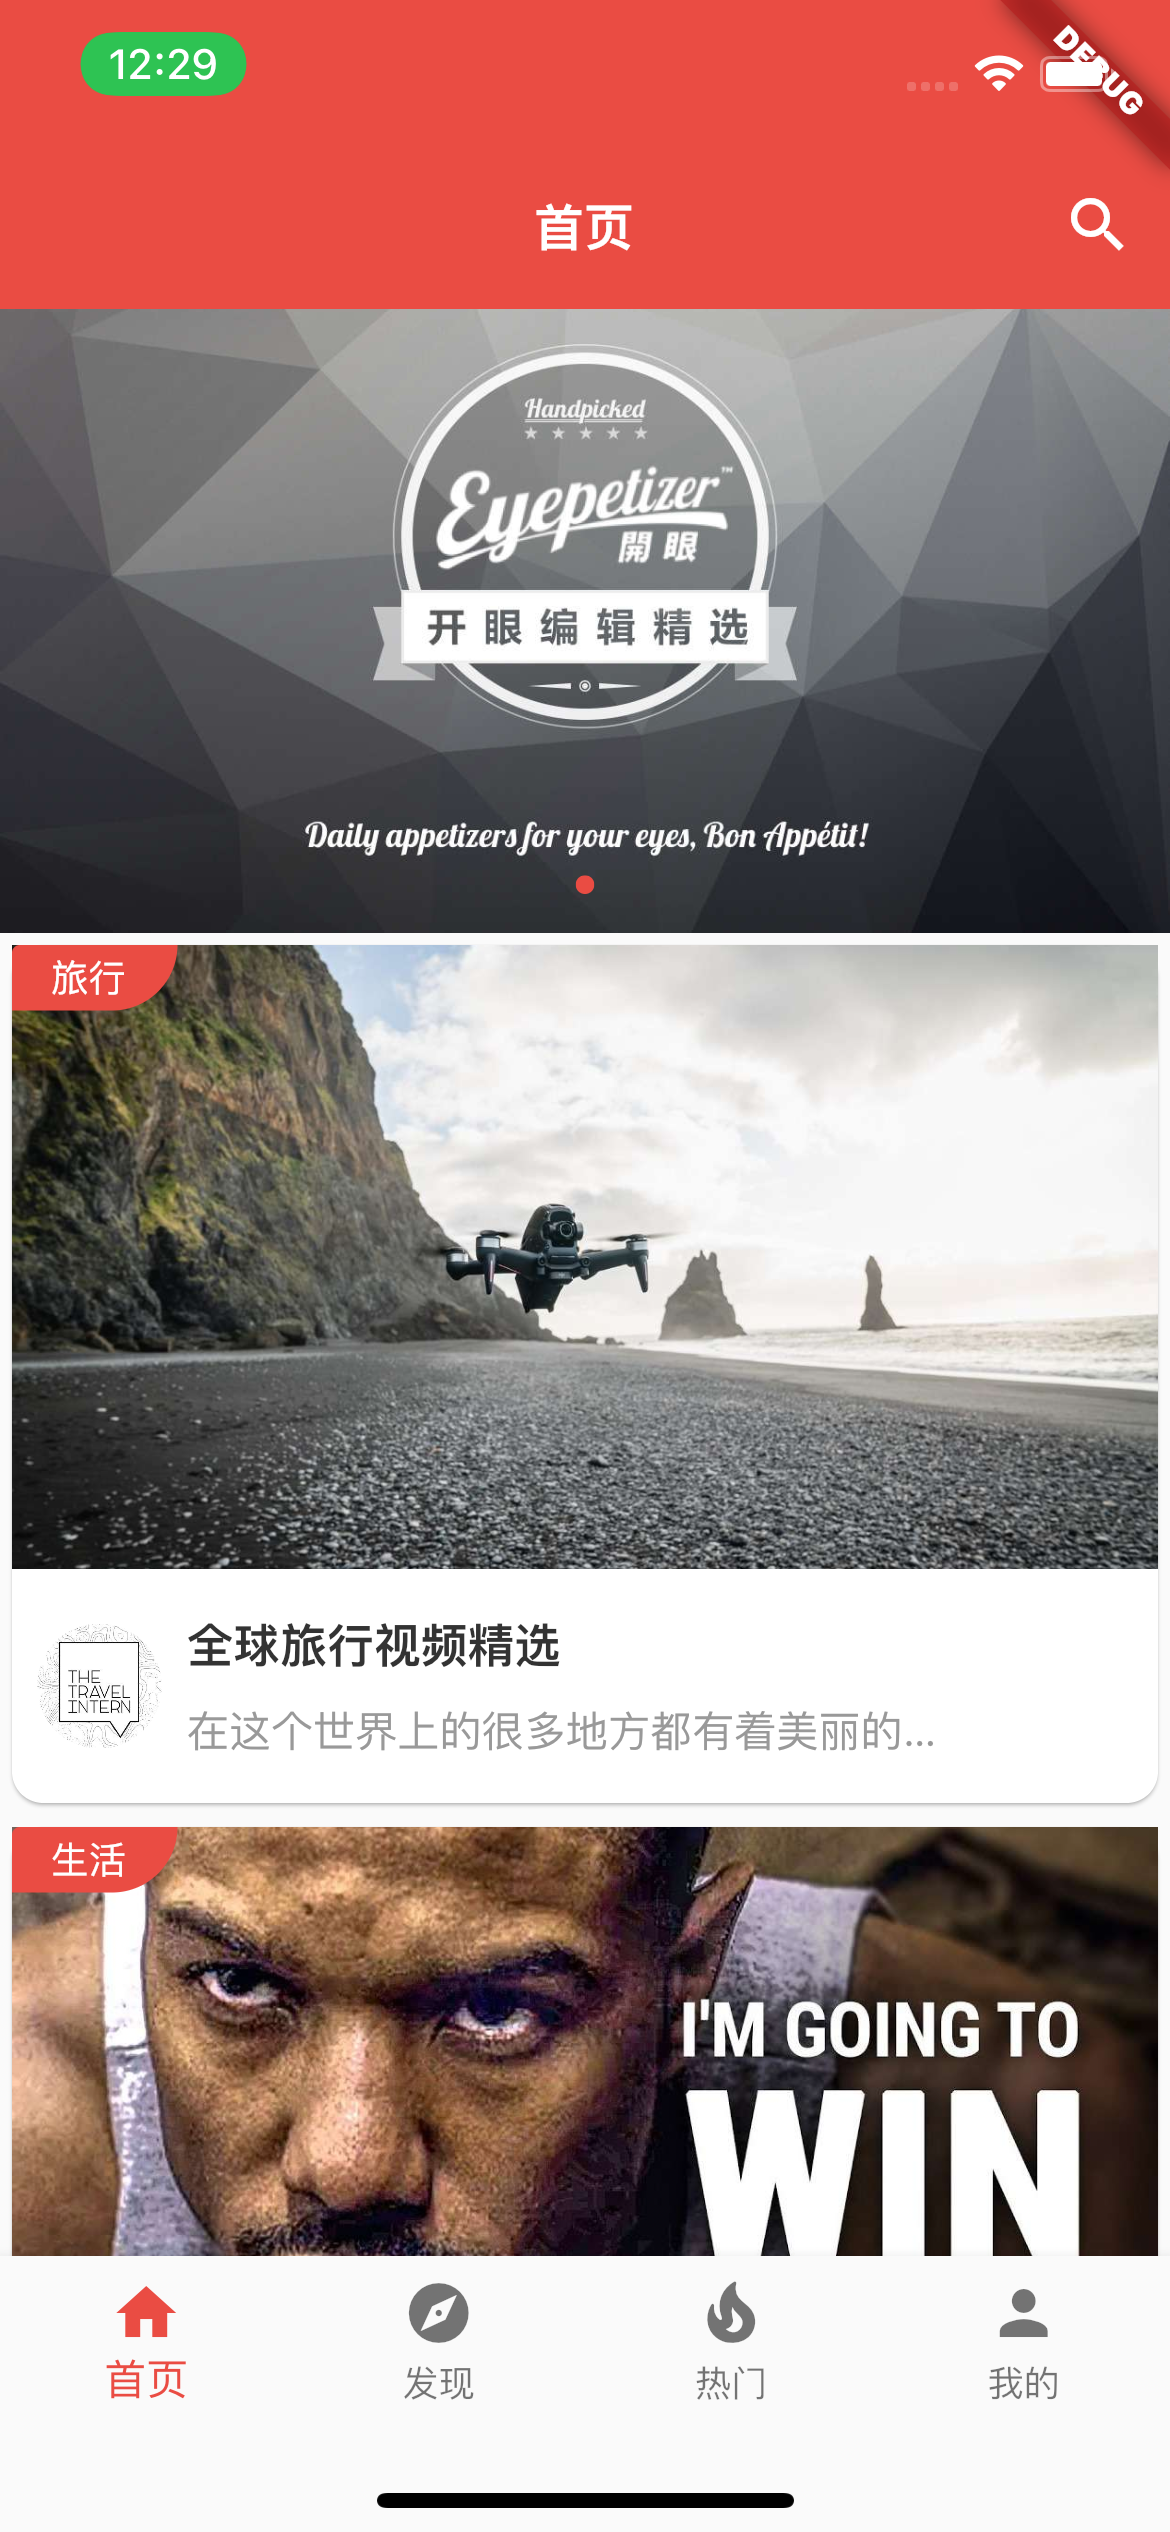 12:29
DEBUG
首页
Handpicked
Eyepetizer™
開眼
开眼编辑精选
Daily appetizers for your eyes, Bon Appétit!
旅行
THE
TRAVEL
INTERN
全球旅行视频精选
在这个世界上的很多地方都有着美丽的...
生活
I'M GOING TO
WIN
首页
发现
热门
我的